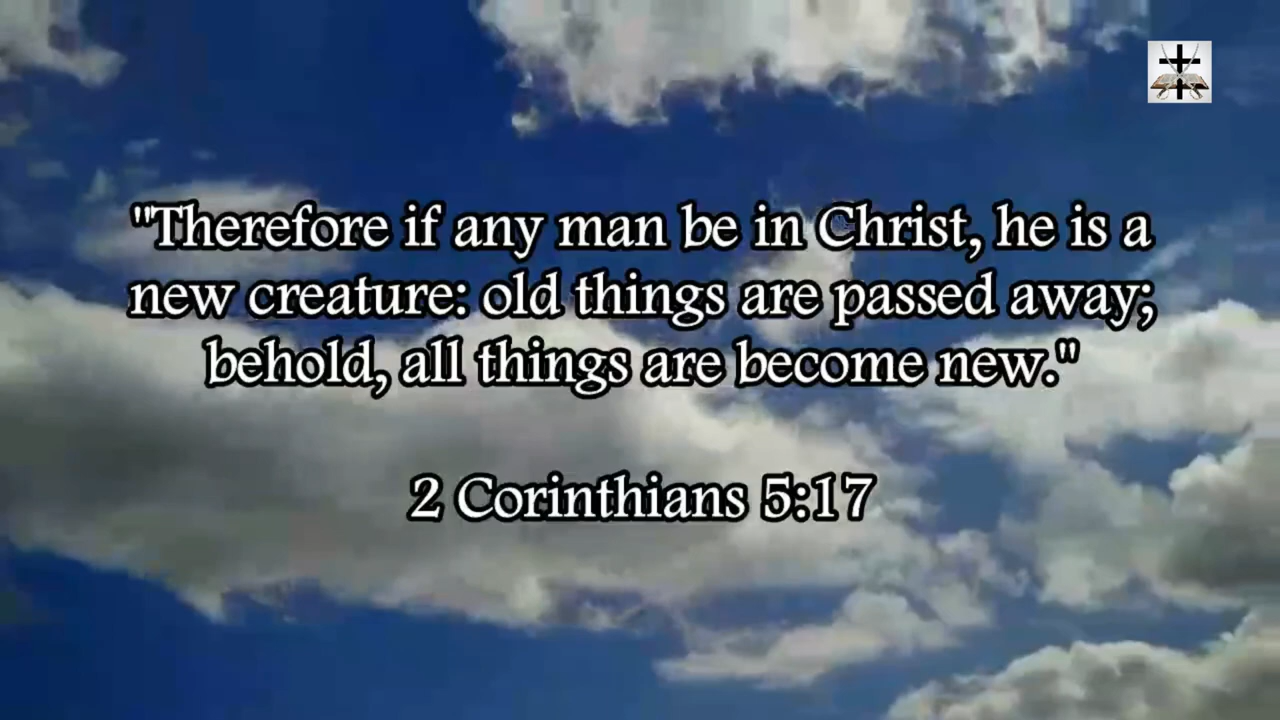 "Therefore if any man be in Christ, he is a
new creature: old things are passed away;
behold, all things are become new."
2 Corinthians 5:17